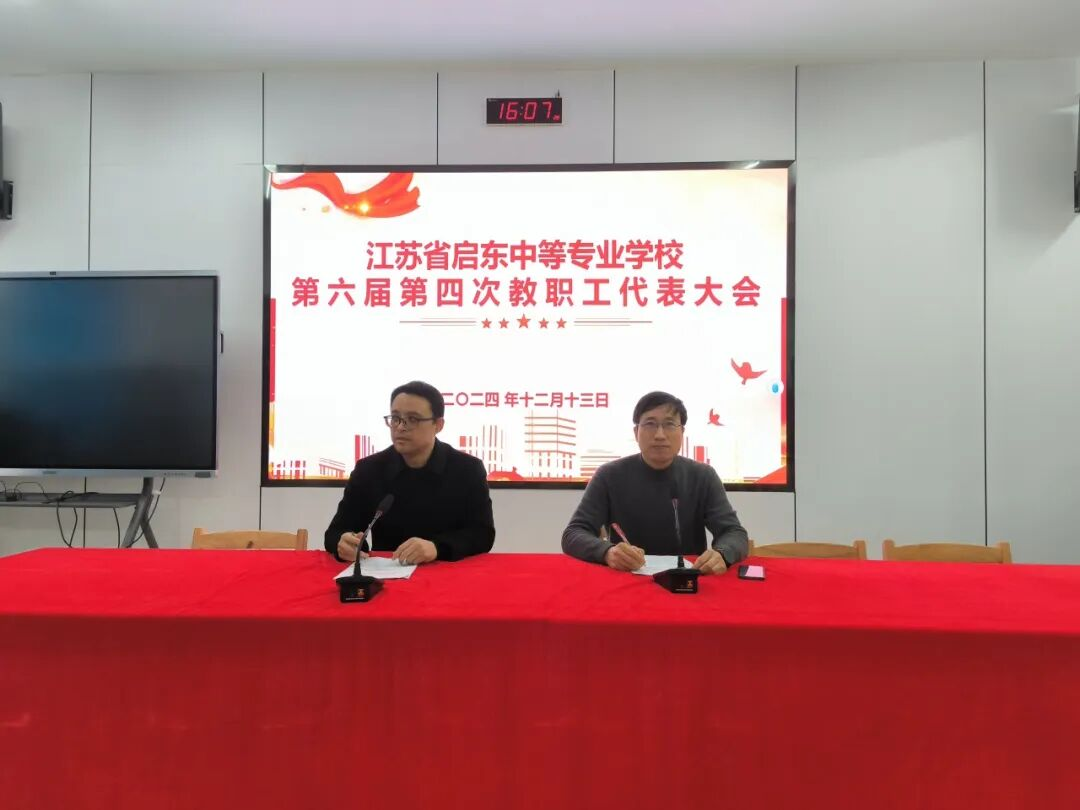 16:07
江苏省启东中等专业学校
第六届第四次教职工代表大会
二〇二四 年十二月十三日